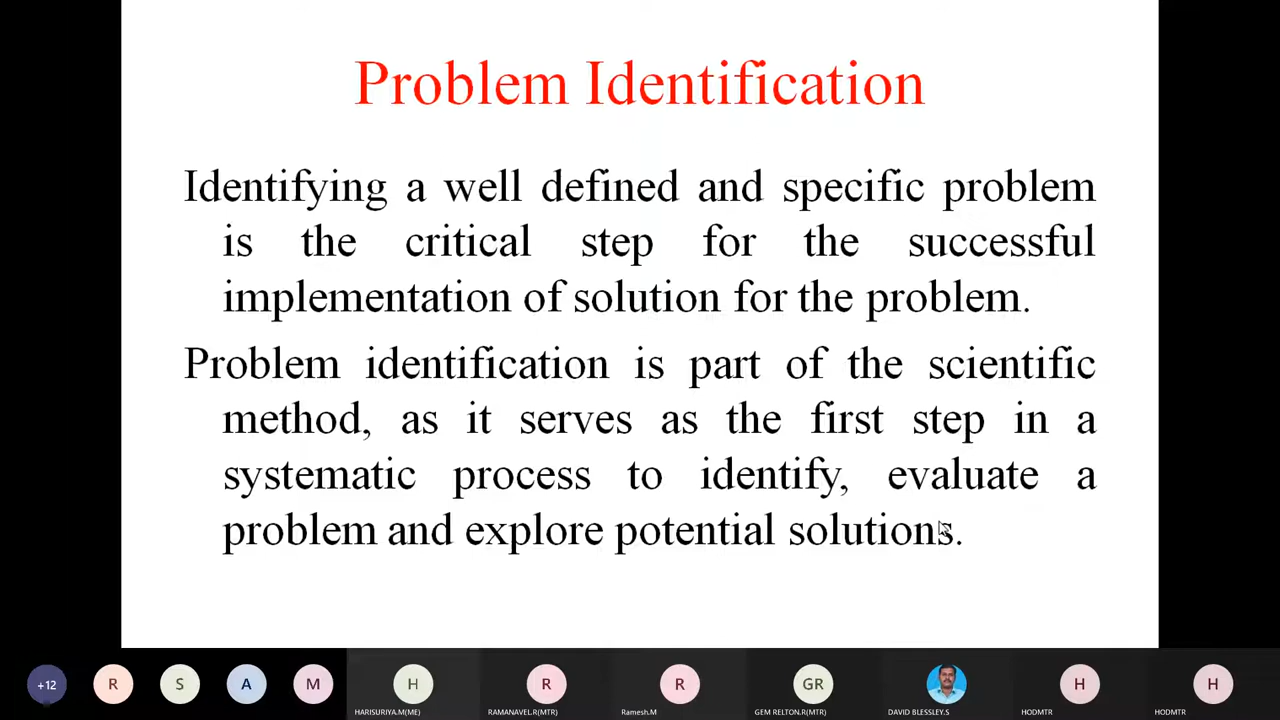 Problem Identification
Identifying a well defined and specific problem
is the critical step for the successful
implementation of solution for the problem.
Problem identification is part of the scientific
method, as it serves as the first step in a
systematic process to identify, evaluate a
problem and explore potential solutions.
+12 R S A M H R R GR H H
HARISURIYA.M(ME) RAMANAVEL.R(MTR) Ramesh.M GEM RELTON.R(MTR) DAVID BLESSLEY.S HODMTR HODMTR